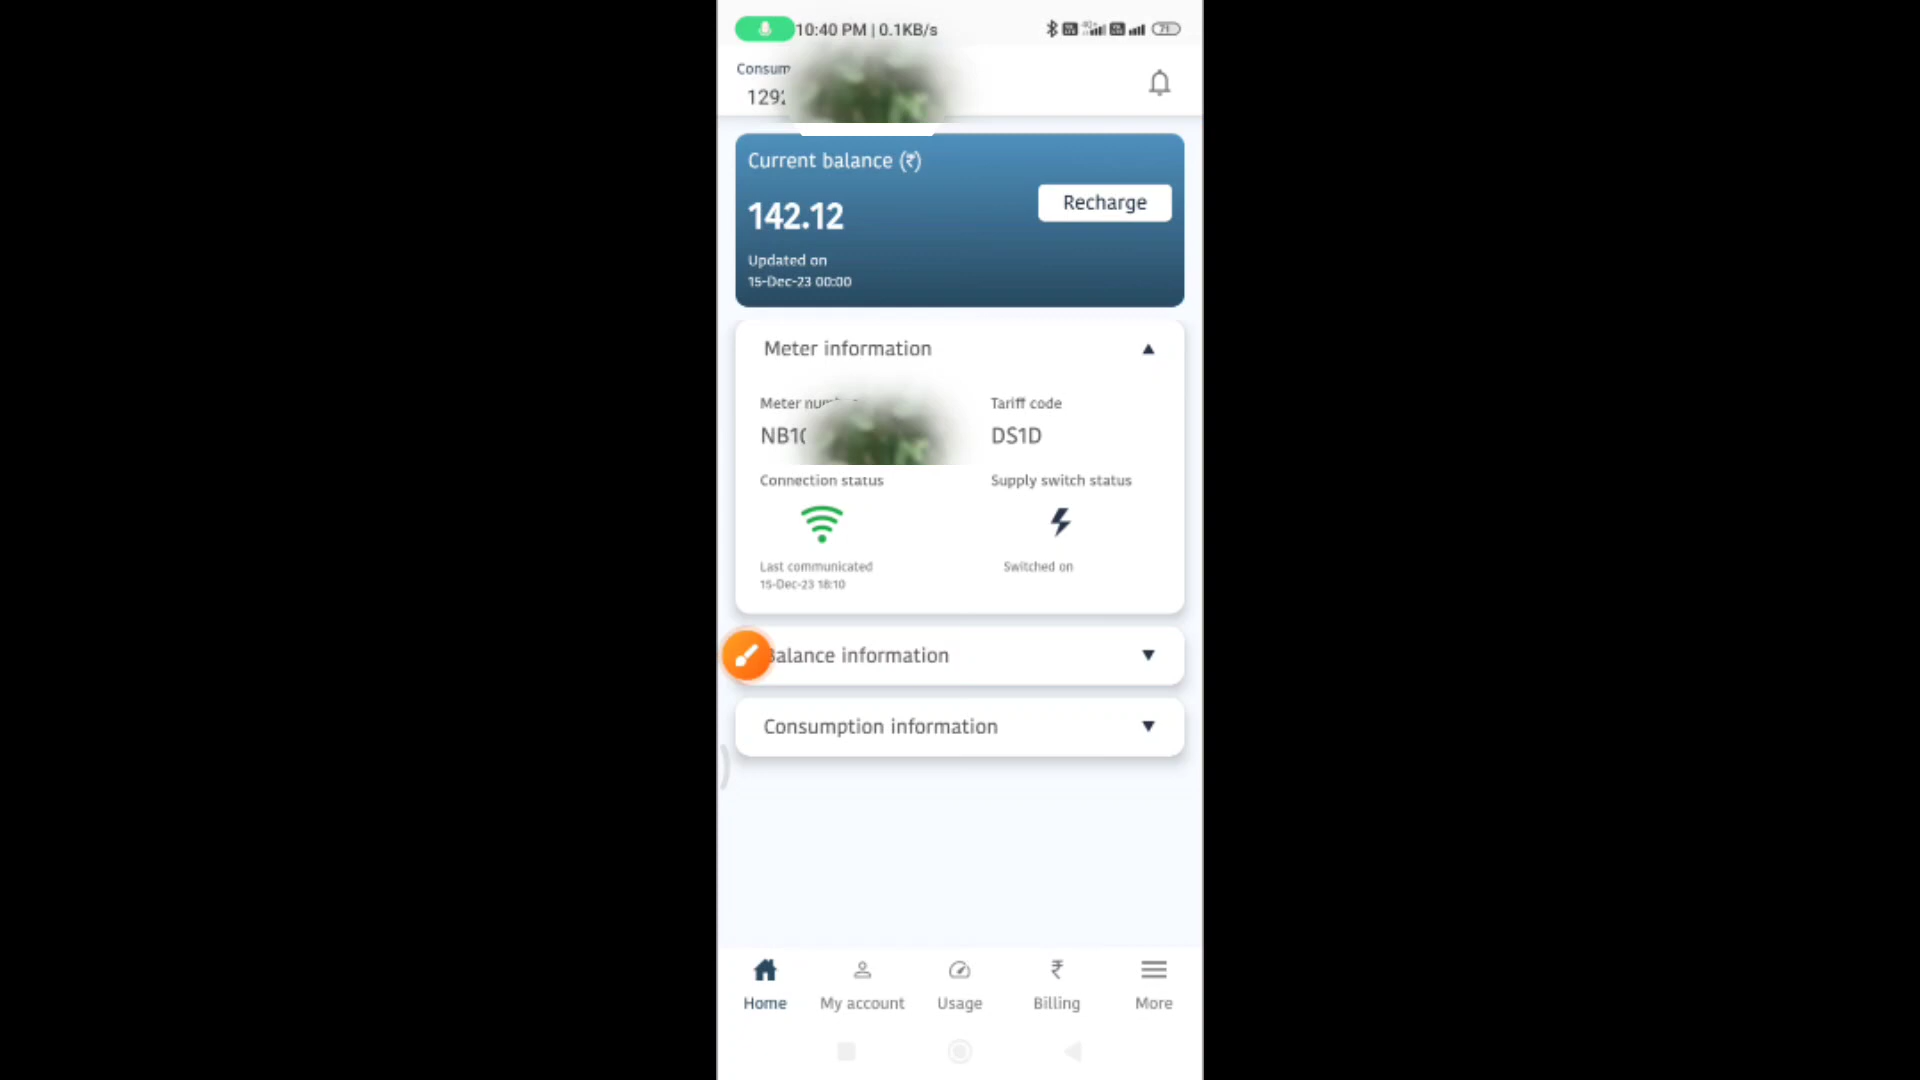 10:40 PM | 0.1KB/s
71
Consum
129
Current balance (₹)
142.12
Recharge
Updated on
15-Dec-23 00:00
Meter information
Meter Tariff code
NB1 DS1D
Connection status Supply switch status
Last communicated Switched on
15-Dec-23 18:10
Balance information
Consumption information
Home My account Usage Billing More